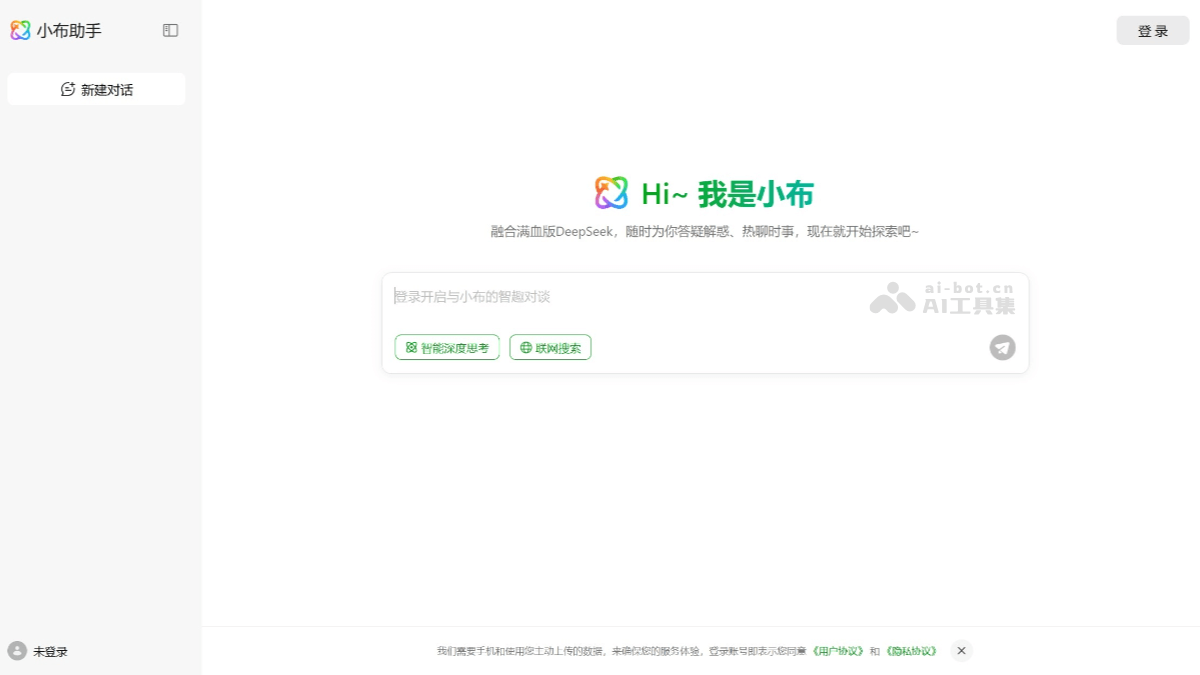 小布助手
登 录
新建对话
Hi~ 我是小布
融合满血版DeepSeek，随时为你答疑解惑、热聊时事，现在就开始探索吧~
登录开启与小布的智趣对谈
ai-bot.cn
AI工具集
智能深度思考
联网搜索
未登录
我们需要手机和使用您主动上传的数据，来确保您的服务体验，登录账号即表示您同意《用户协议》 和 《隐私协议》